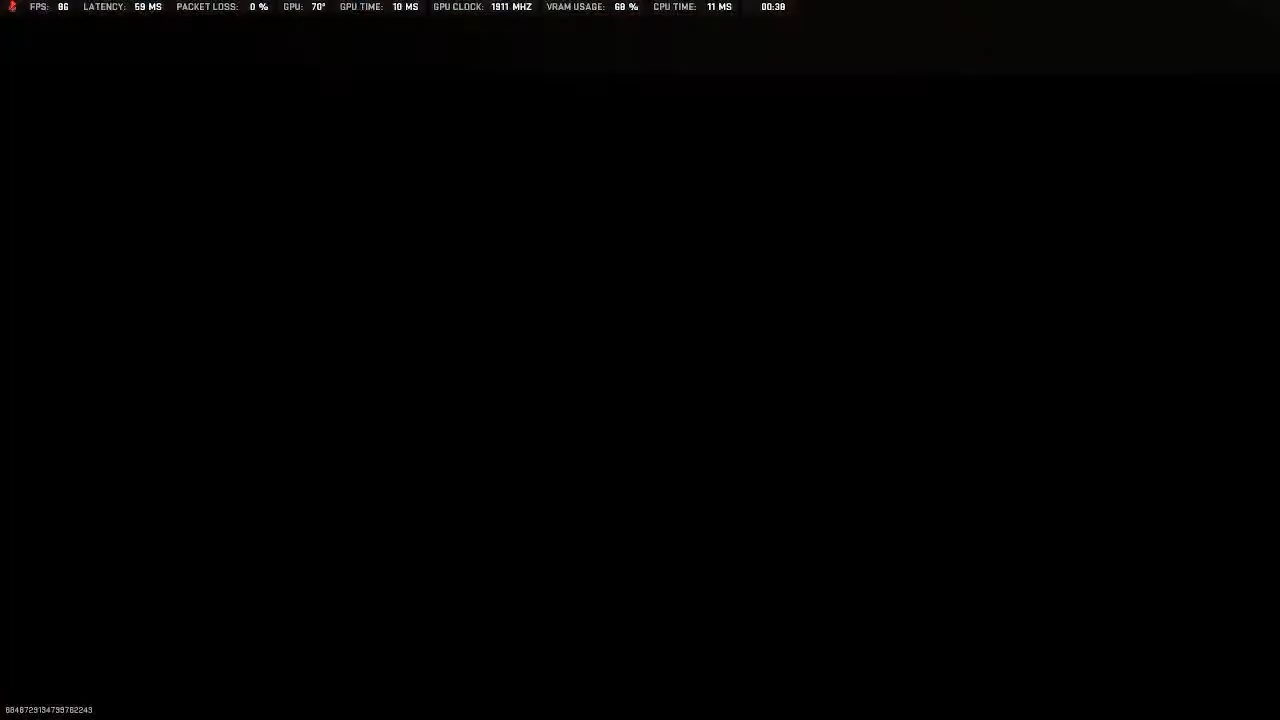 FPS: 86 LATENCY: 59 MS PACKET LOSS: 0 % GPU: 70° GPU TIME: 10 MS GPU CLOCK: 1911 MHZ VRAM USAGE: 68 % CPU TIME: 11 MS 00:38